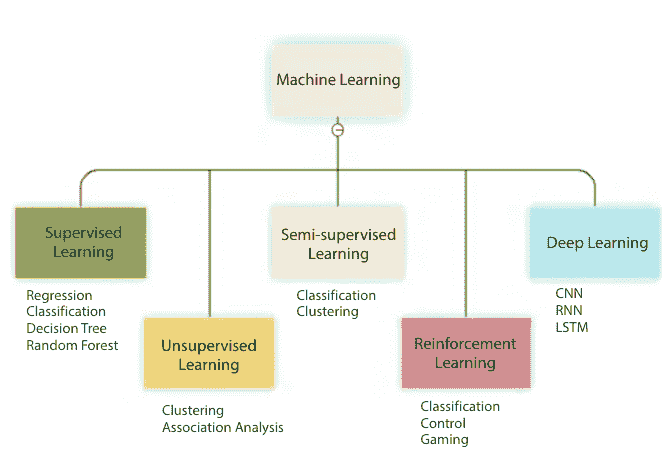 Machine Learning
Supervised
Learning
Regression
Classification
Decision Tree
Random Forest
Unsupervised
Learning
Clustering
Association Analysis
Semi-supervised
Learning
Classification
Clustering
Reinforcement
Learning
Classification
Control
Gaming
Deep Learning
CNN
RNN
LSTM